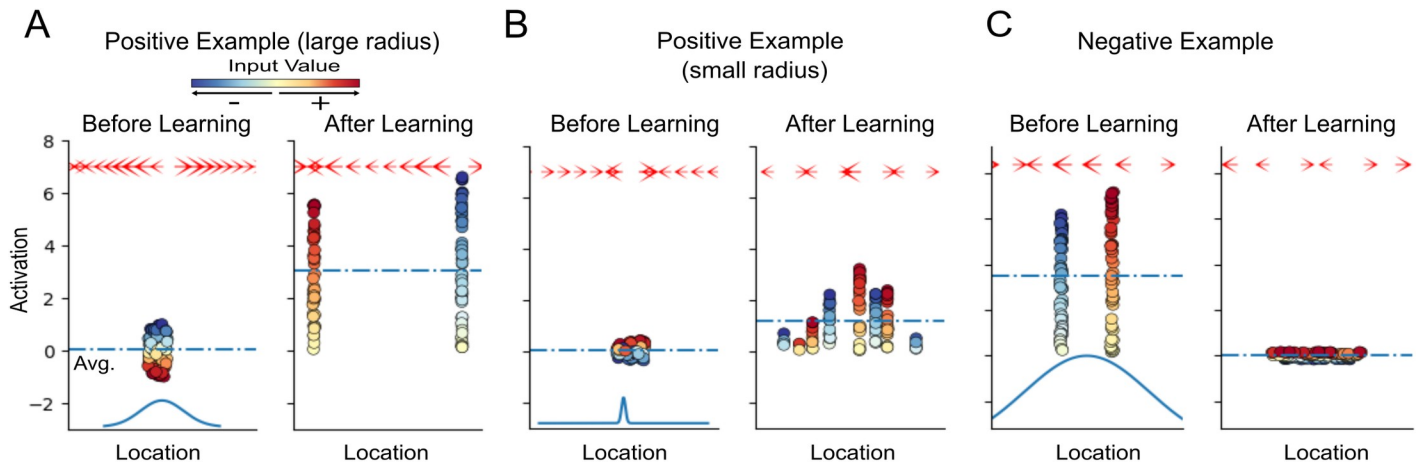 A
Positive Example (large radius)
Input Value
- +
Before Learning
After Learning
8
6
4
2
0
−2
Activation
Avg.
Location
Location
B
Positive Example
(small radius)
Before Learning
After Learning
Location
Location
C
Negative Example
Before Learning
After Learning
Location
Location